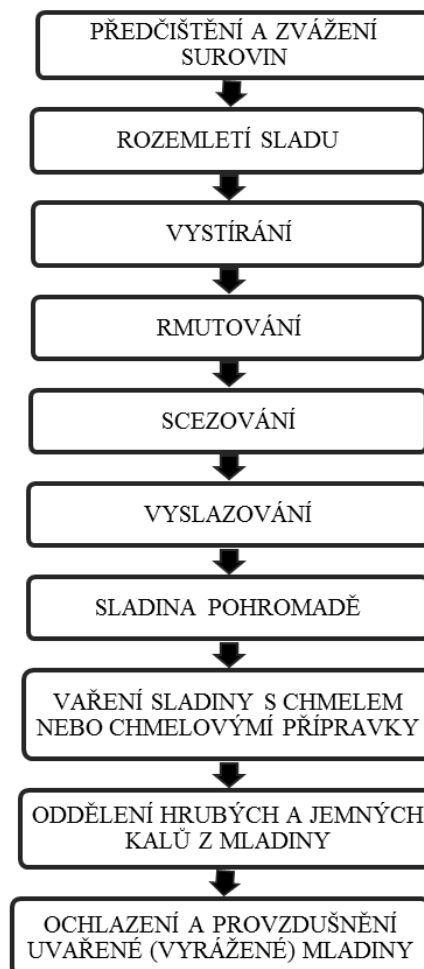 PŘEDČIŠTĚNÍ A ZVÁŽENÍ
SUROVIN
ROZEMLETÍ SLADU
VYSTÍRÁNÍ
RMUTOVÁNÍ
SCEZOVÁNÍ
VYSLAZOVÁNÍ
SLADINA POHROMADĚ
VAŘENÍ SLADINY S CHMELEM
NEBO CHMELOVÝMÍ PŘÍPRAVKY
ODDĚLENÍ HRUBÝCH A JEMNÝCH
KALŮ Z MLADINY
OCHLAZENÍ A PROVZDUŠNĚNÍ
UVAŘENÉ (VYRÁŽENÉ) MLADINY